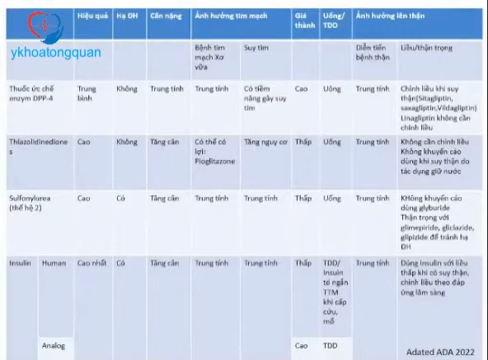 ykhoatongquan
Hiệu quả Hạ ĐH Cân nặng Ảnh hưởng tim mạch Giá thành Uống/TDD Ảnh hưởng lên thận
Bệnh tim mạch Xơ vữa Suy tim Diễn tiến bệnh thận Liều/thận trọng
Thuốc ức chế enzym DPP-4 Trung bình Không Trung tính Trung tính Có tiềm năng gây suy tim Cao Uống Trung tính Chỉnh liều khi suy thận(Sitagliptin, saxagliptin,Vildagliptin) Linagliptin không cần chỉnh liều
Thiazolidinediones Cao Không Tăng cân Có thể có lợi: Pioglitazone Tăng nguy cơ Thấp Uống Trung tính Không cần chỉnh liều Không khuyến cáo dùng khi suy thận do tác dụng giữ nước
Sulfonylorea (thế hệ 2) Cao Có Tăng cân Trung tính Trung tính Thấp Uống Trung tính KHông khuyến cáo dùng glyburide Thận trọng với glimepiride, gliclazide, glipizide để tránh hạ ĐH
Insulin Human Cao nhất Có Tăng cân Trung tính Trung tính Thấp TDD/ Insuin td ngắn TTM khi cấp cứu, mổ Trung tính Dùng insulin với liều thấp khi có suy thận, chỉnh liều theo đáp ứng lâm sàng
Analog Cao TDD
Adated ADA 2022